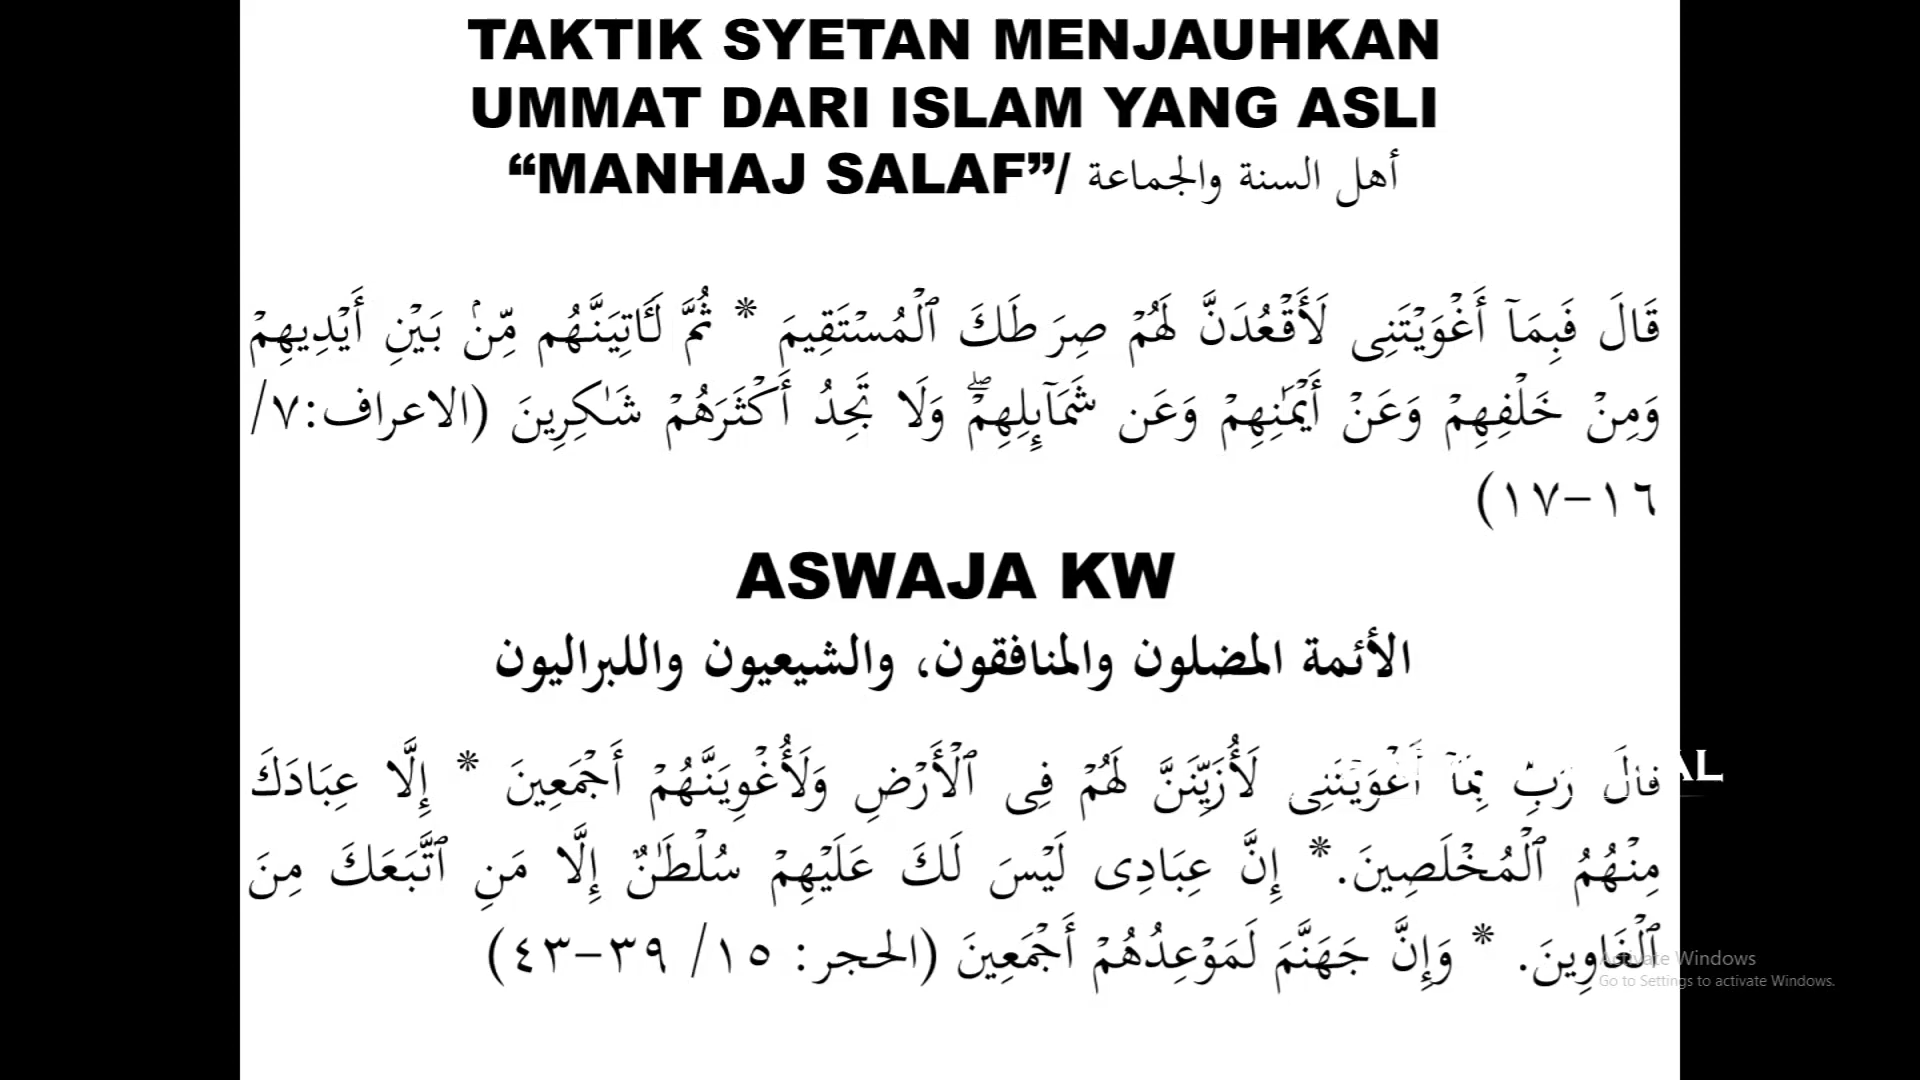 TAKTIK SYETAN MENJAUHKAN
UMMAT DARI ISLAM YANG ASLI
“MANHAJ SALAF”/ أهل السنة والجماعة
قَالَ فَبِمَآ أَغْوَيْتَنِى لَأَقْعُدَنَّ لَهُمْ صِرَٰطَكَ ٱلْمُسْتَقِيمَ * ثُمَّ لَـَٔاتِيَنَّهُم مِّنۢ بَيْنِ أَيْدِيهِمْ
وَمِنْ خَلْفِهِمْ وَعَنْ أَيْمَٰنِهِمْ وَعَن شَمَآئِلِهِمْ ۖ وَلَا تَجِدُ أَكْثَرَهُمْ شَٰكِرِينَ (الاعراف:٧/
١٦-١٧)
ASWAJA KW
الأئمة المضلون والمنافقون، والشيعيون واللبراليون
قَالَ رَبِّ بِمَآ أَغْوَيْتَنِى لَأُزَيِّنَنَّ لَهُمْ فِى ٱلْأَرْضِ وَلَأُغْوِيَنَّهُمْ أَجْمَعِينَ * إِلَّا عِبَادَكَ
مِنْهُمُ ٱلْمُخْلَصِينَ.* إِنَّ عِبَادِى لَيْسَ لَكَ عَلَيْهِمْ سُلْطَٰنٌ إِلَّا مَنِ ٱتَّبَعَكَ مِنَ
ٱلْغَاوِينَ. * وَإِنَّ جَهَنَّمَ لَمَوْعِدُهُمْ أَجْمَعِينَ (الحجر: ١٥/ ٣٩-٤٣)
Activate Windows
Go to Settings to activate Windows.